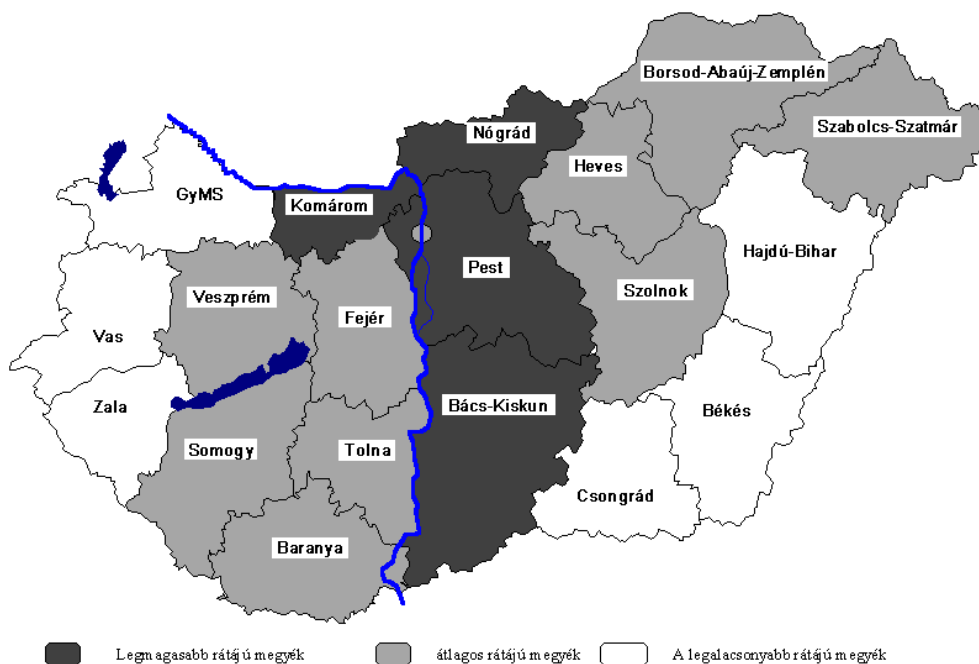 Borsod-Abaúj-Zemplén
Nógrád
Szabolcs-Szatmár
Heves
GyMS
Komárom
Hajdú-Bihar
Pest
Veszprém
Szolnok
Fejér
Vas
Zala
Bács-Kiskun
Békés
Somogy
Tolna
Csongrád
Baranya
Legmagasabb rátájú megyék
átlagos rátájú megyék
A legalacsonyabb rátájú megyék